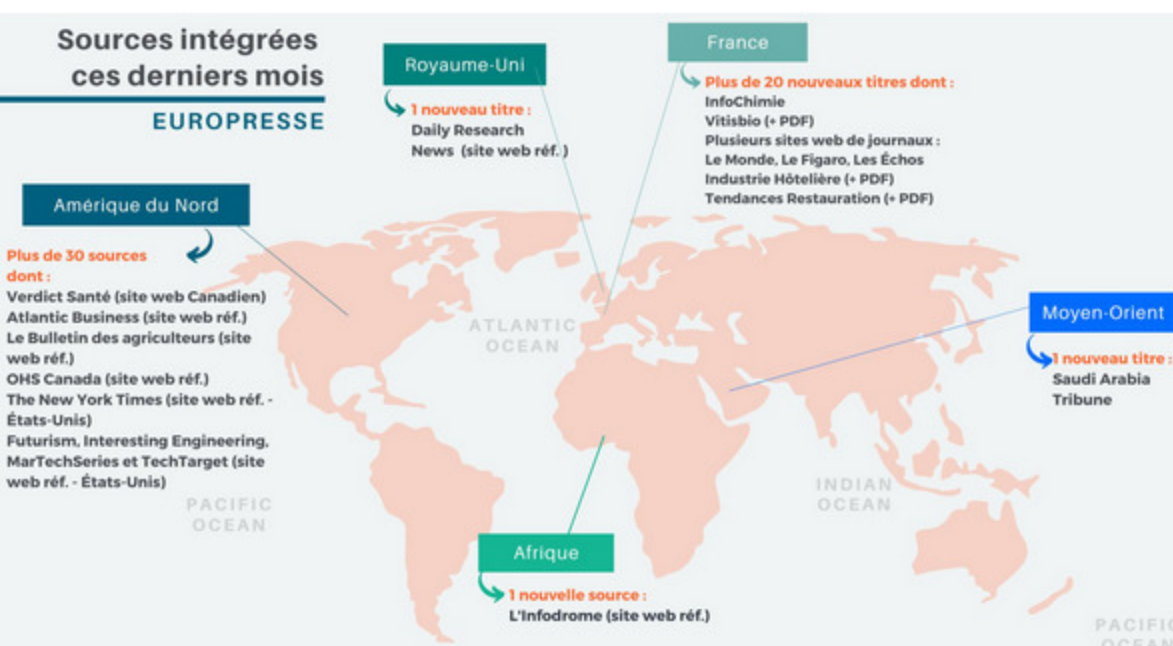 Sources intégrées
ces derniers mois
EUROPRESSE
Royaume-Uni
1 nouveau titre :
Daily Research
News (site web réf.)
France
Plus de 20 nouveaux titres dont :
InfoChimie
Vitisbio (+ PDF)
Plusieurs sites web de journaux :
Le Monde, Le Figaro, Les Échos
Industrie Hôtelière (+ PDF)
Tendances Restauration (+ PDF)
Amérique du Nord
Plus de 30 sources
dont :
Verdict Santé (site web Canadien)
Atlantic Business (site web réf.)
Le Bulletin des agriculteurs (site
web réf.)
OHS Canada (site web réf.)
The New York Times (site web réf. -
États-Unis)
Futurism, Interesting Engineering,
MarTechSeries et TechTarget (site
web réf. - États-Unis)
ATLANTIC
OCEAN
Moyen-Orient
1 nouveau titre :
Saudi Arabia
Tribune
PACIFIC
OCEAN
INDIAN
OCEAN
Afrique
1 nouvelle source :
L'Infodrome (site web réf.)
PACIFIC
OCEAN